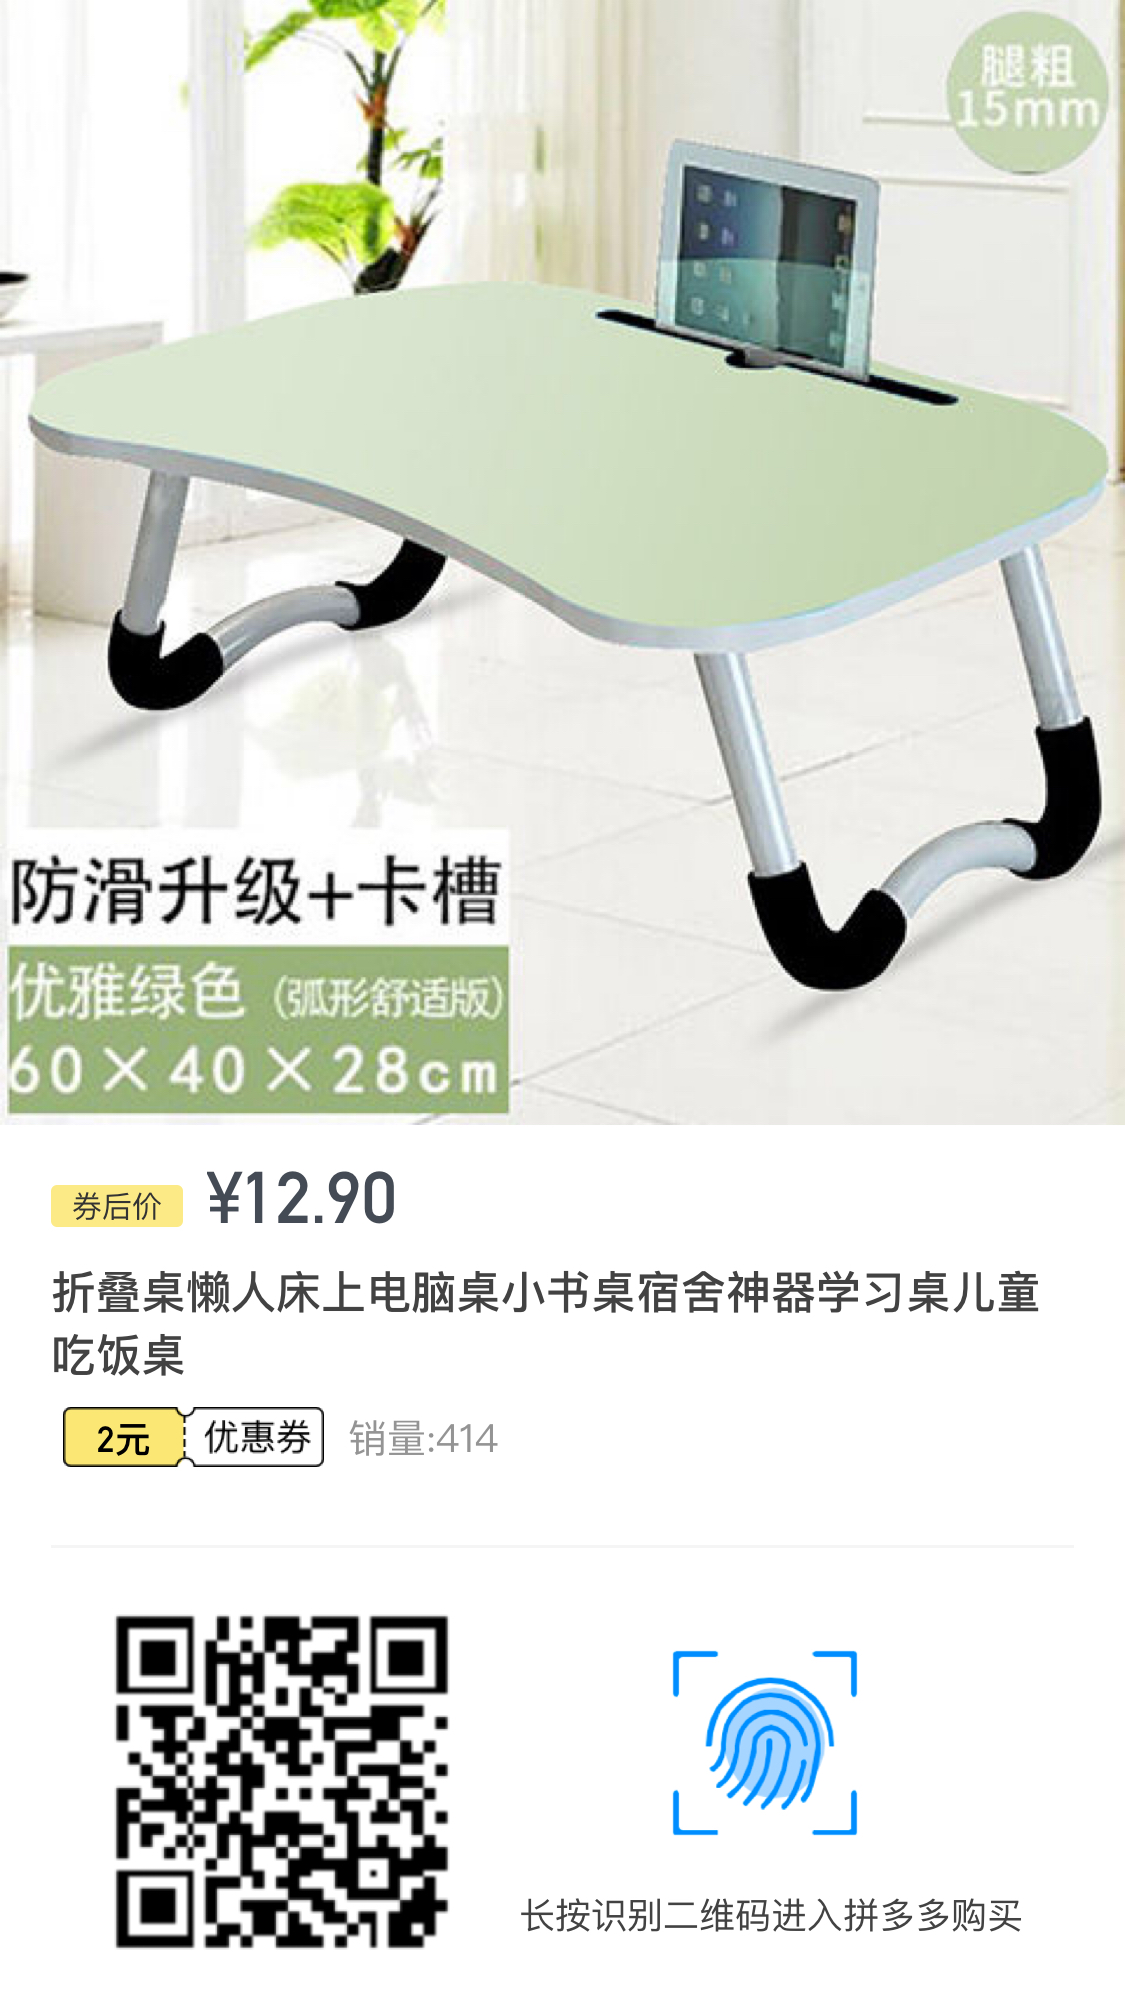 腿粗
15mm
防滑升级+卡槽
优雅绿色（弧形舒适版）
60×40×28cm
券后价 ¥12.90
折叠桌懒人床上电脑桌小书桌宿舍神器学习桌儿童
吃饭桌
2元 优惠券 销量:414
长按识别二维码进入拼多多购买